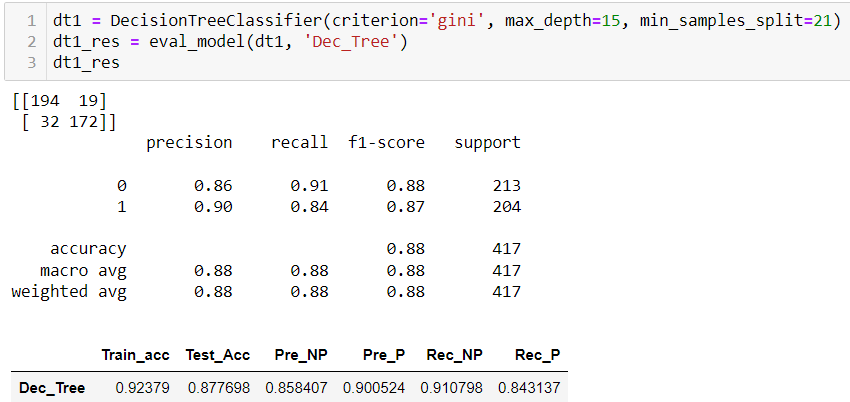 1 dt1 = DecisionTreeClassifier(criterion='gini', max_depth=15, min_samples_split=21)
2 dt1_res = eval_model(dt1, 'Dec_Tree')
3 dt1_res
[[194  19]
 [ 32 172]]
precision recall f1-score support
0 0.86 0.91 0.88 213
1 0.90 0.84 0.87 204
accuracy 0.88 417
macro avg 0.88 0.88 0.88 417
weighted avg 0.88 0.88 0.88 417
Train_acc Test_Acc Pre_NP Pre_P Rec_NP Rec_P
Dec_Tree 0.92379 0.877698 0.858407 0.900524 0.910798 0.843137